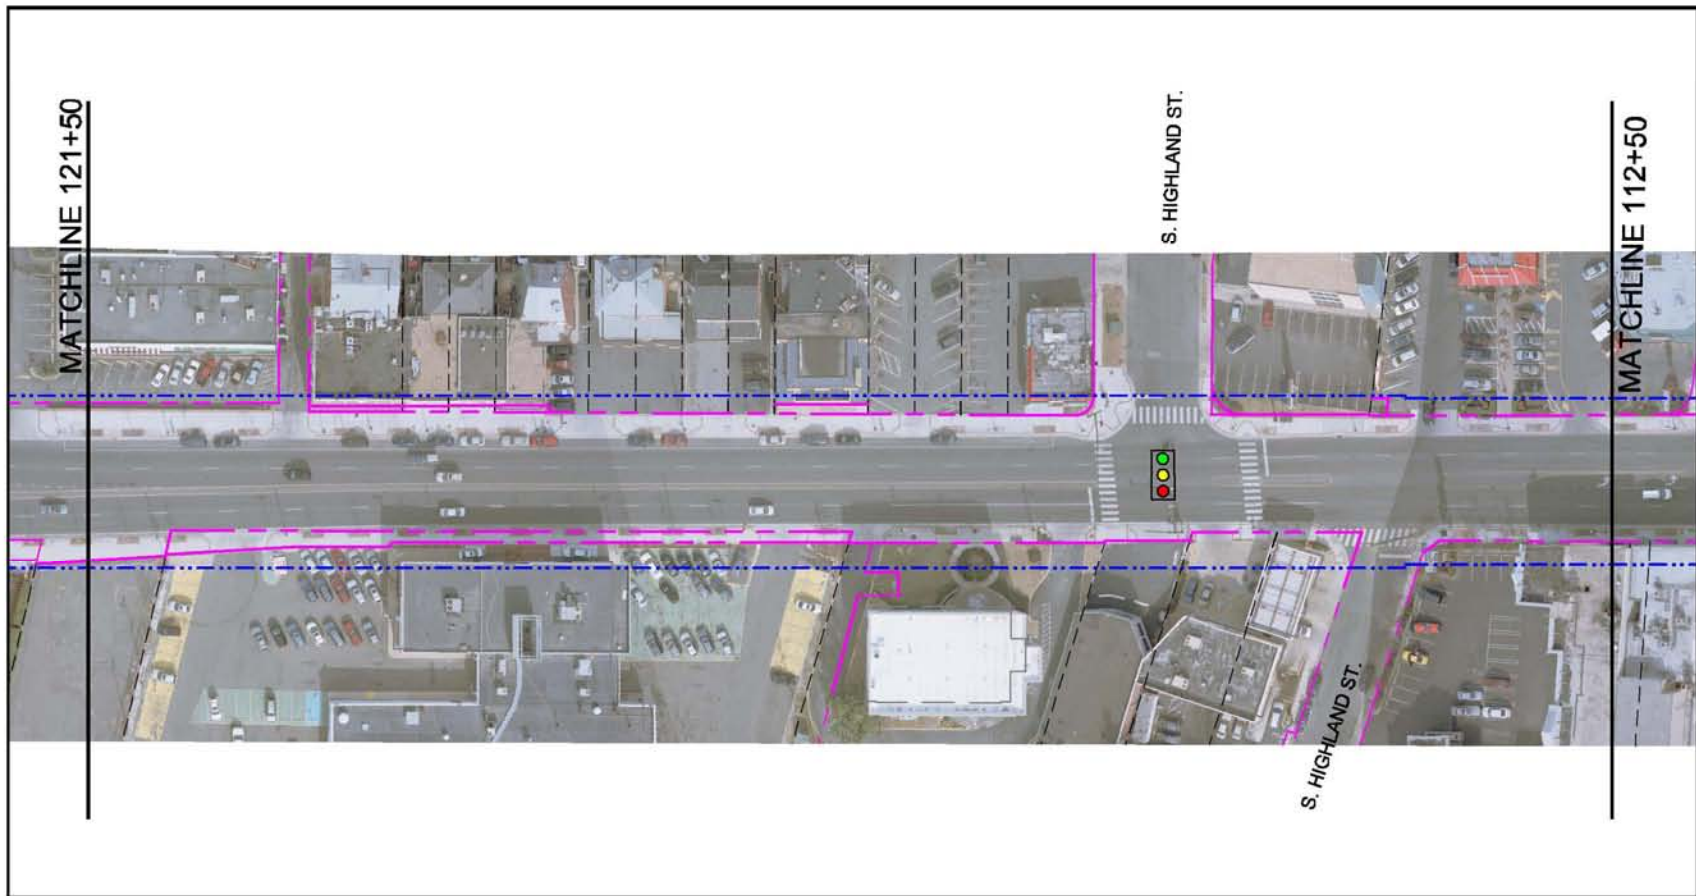 MATCHLINE 121+50
S. HIGHLAND ST.
MATCHLINE 112+50
S. HIGHLAND ST.